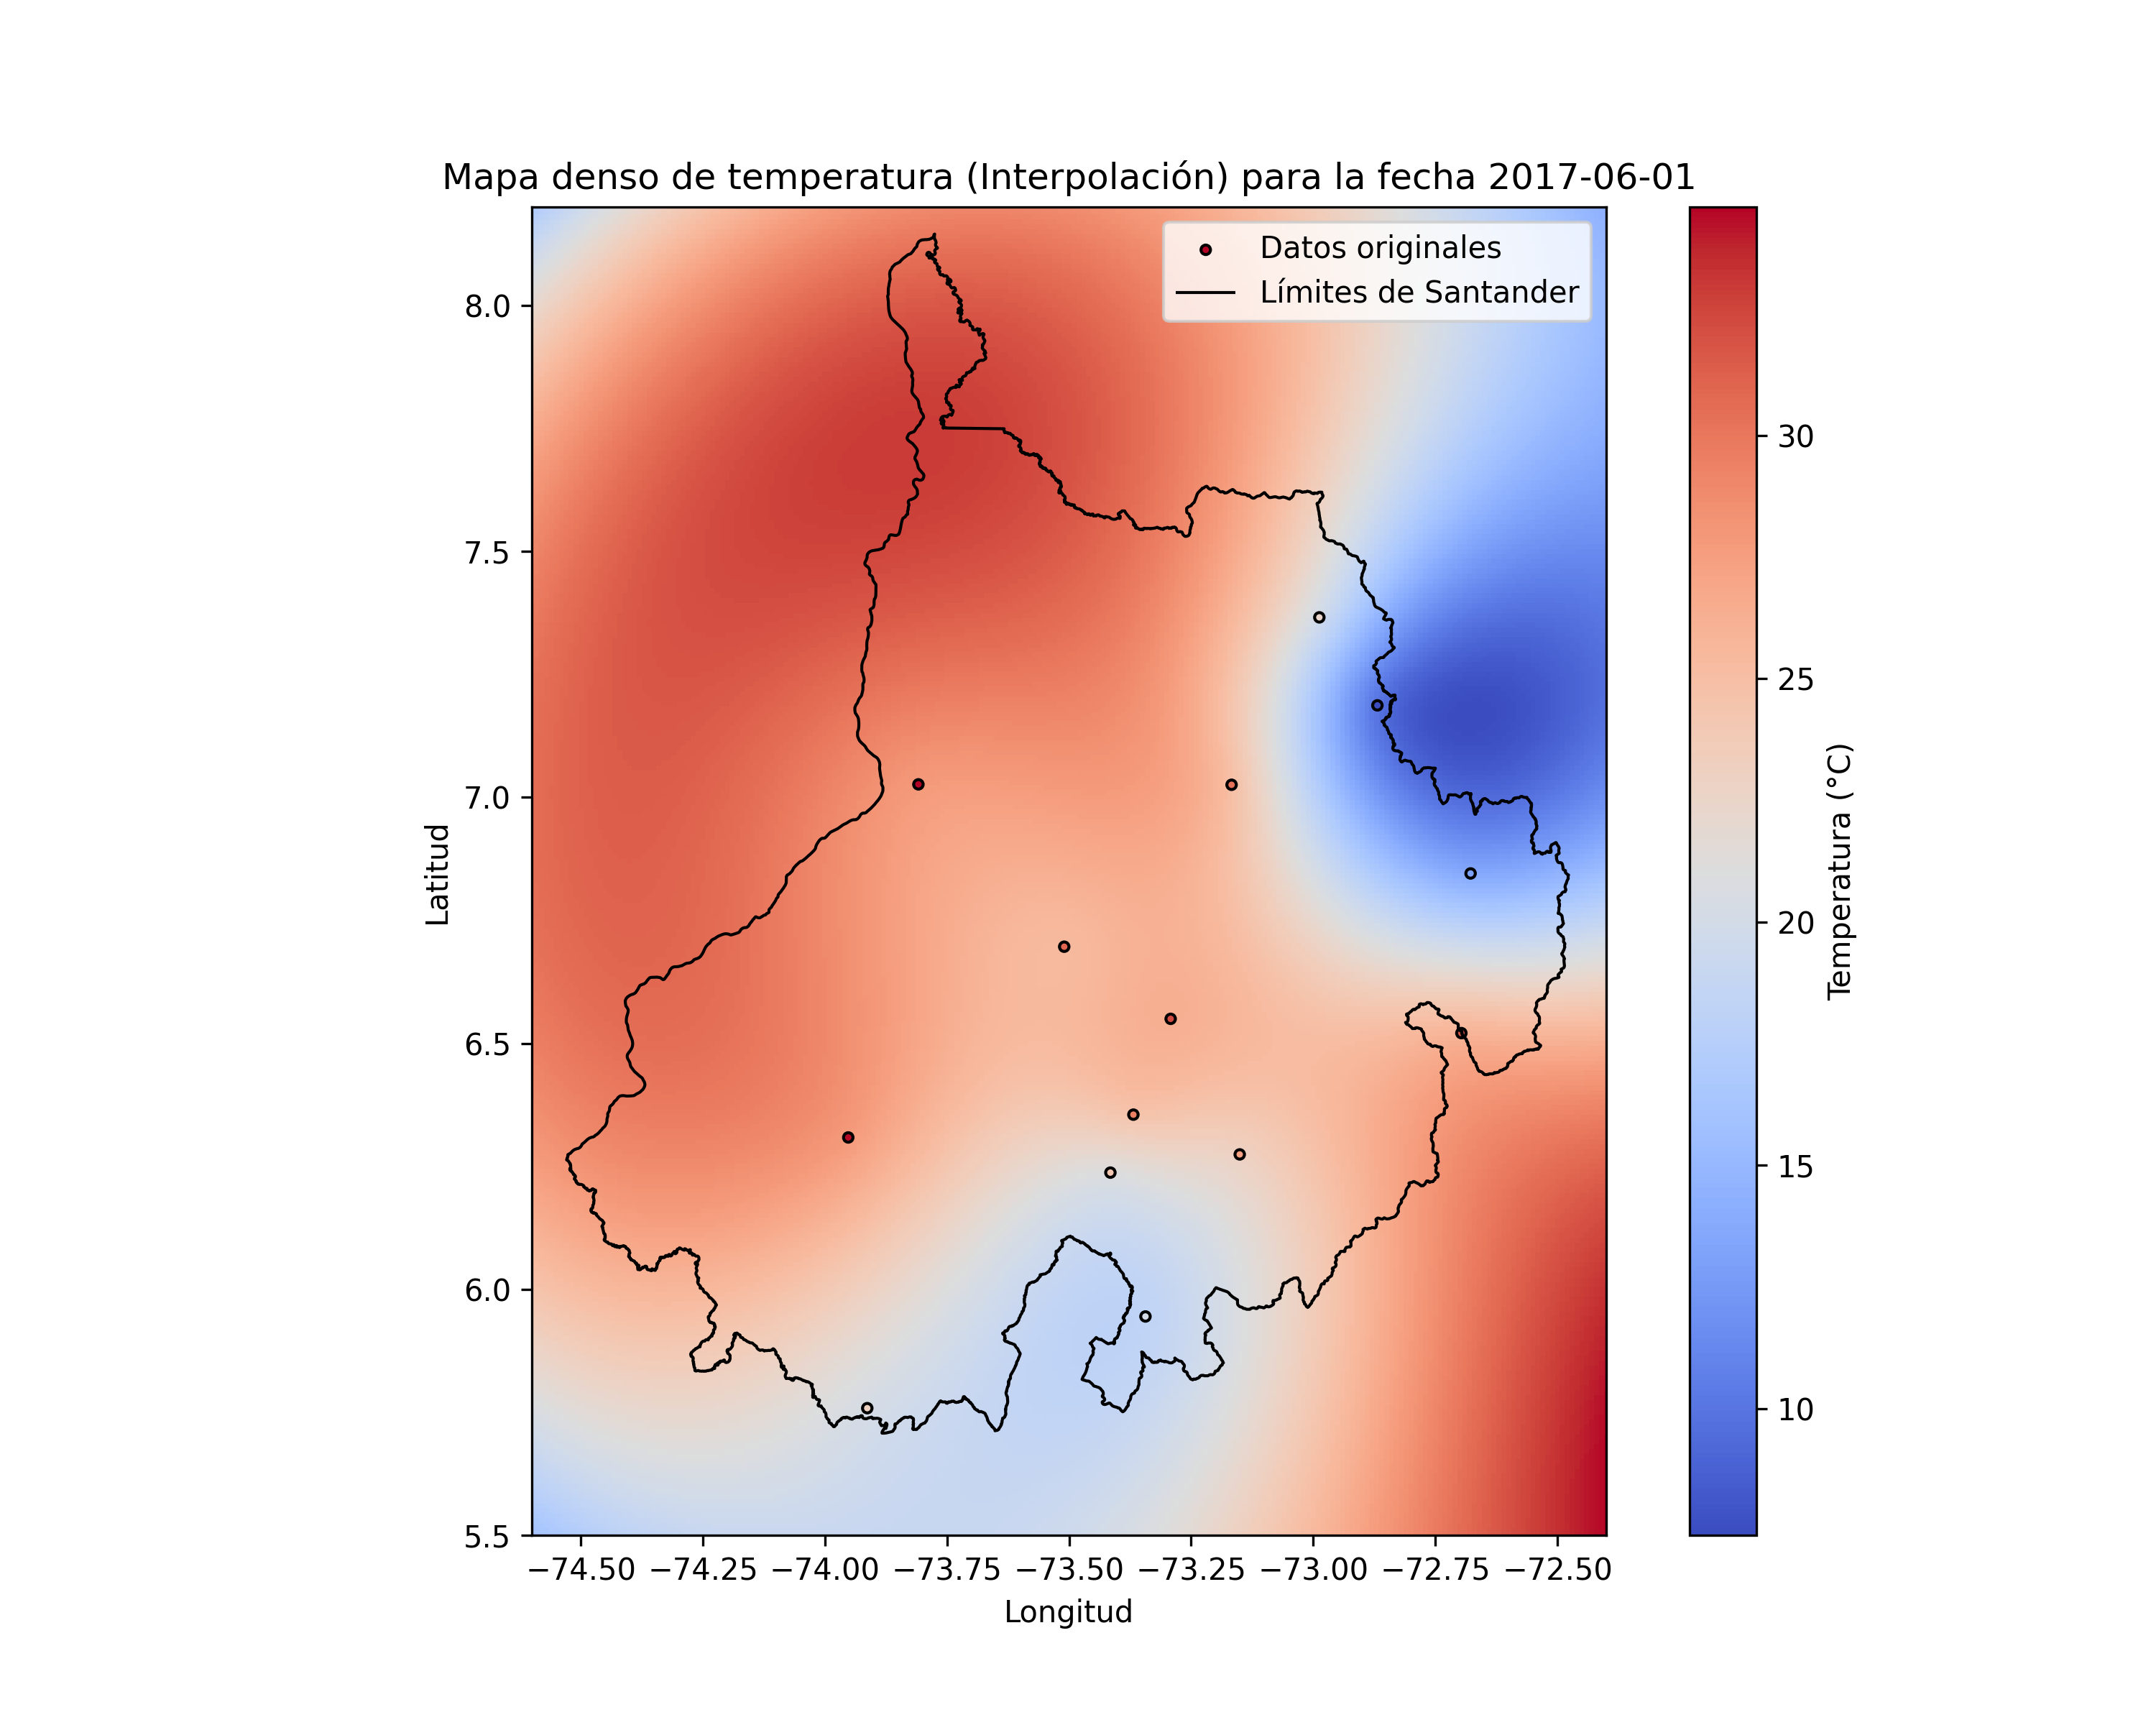 Mapa denso de temperatura (Interpolación) para la fecha 2017-06-01
Datos originales
Límites de Santander
8.0
7.5
7.0
6.5
6.0
5.5
Latitud
−74.50 −74.25 −74.00 −73.75 −73.50 −73.25 −73.00 −72.75 −72.50
Longitud
30
25
20
15
10
Temperatura (°C)